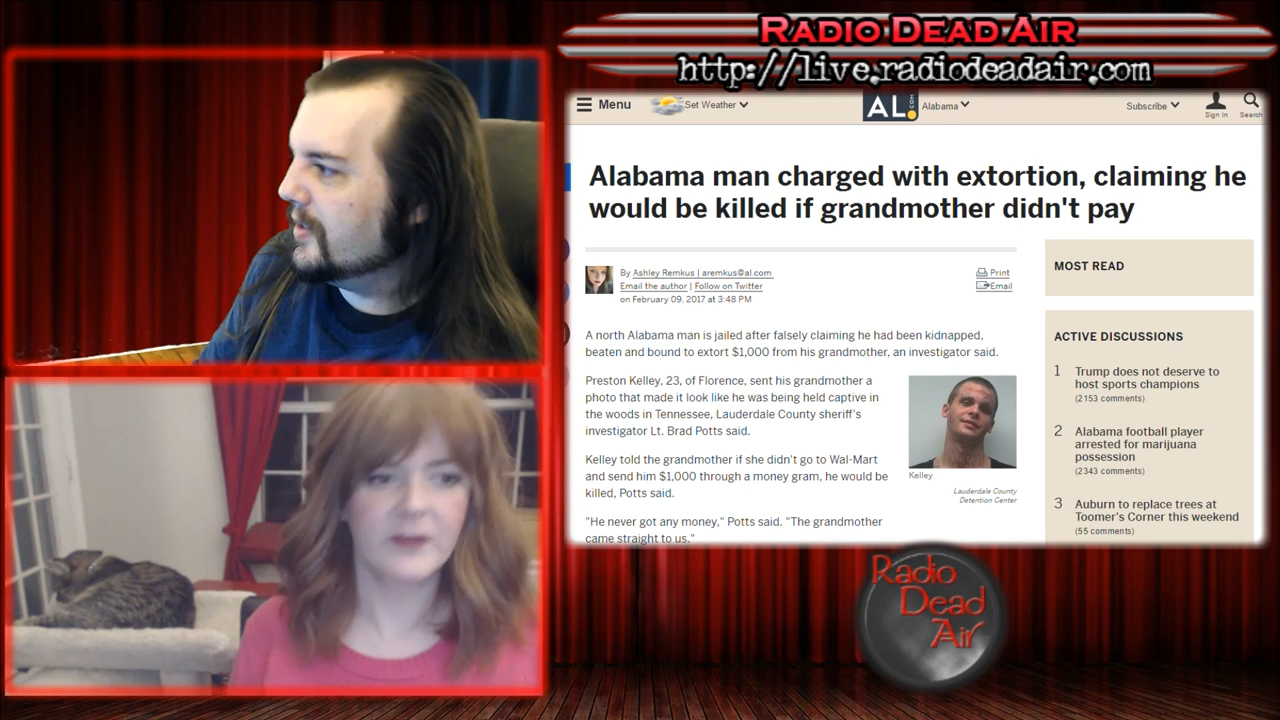 RADIO DEAD AIR
http://live.radiodeadair.com
Menu
Set Weather
AL.COM
Alabama
Subscribe
Sign In
Search
Alabama man charged with extortion, claiming he
would be killed if grandmother didn't pay
By Ashley Remkus | aremkus@al.com
Email the author | Follow on Twitter
on February 09, 2017 at 3:48 PM
Print
Email
A north Alabama man is jailed after falsely claiming he had been kidnapped,
beaten and bound to extort $1,000 from his grandmother, an investigator said.
Preston Kelley, 23, of Florence, sent his grandmother a
photo that made it look like he was being held captive in
the woods in Tennessee, Lauderdale County sheriff's
investigator Lt. Brad Potts said.
Kelley told the grandmother if she didn't go to Wal-Mart
and send him $1,000 through a money gram, he would be
killed, Potts said.
"He never got any money," Potts said. "The grandmother
came straight to us."
Kelley
Lauderdale County
Detention Center
MOST READ
ACTIVE DISCUSSIONS
1 Trump does not deserve to
host sports champions
(2153 comments)
2 Alabama football player
arrested for marijuana
possession
(2343 comments)
3 Auburn to replace trees at
Toomer's Corner this weekend
(55 comments)
Radio
Dead
Air